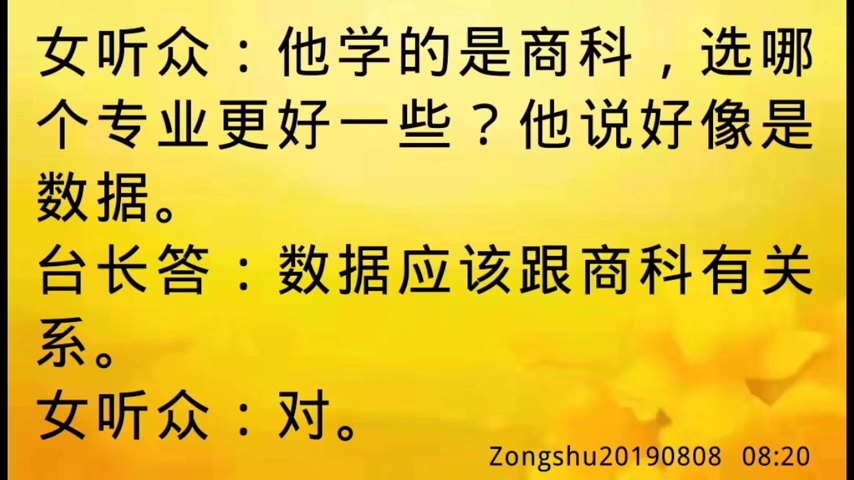 女听众：他学的是商科，选哪
个专业更好一些？他说好像是
数据。
台长答：数据应该跟商科有关
系。
女听众：对。
Zongshu20190808 08:20